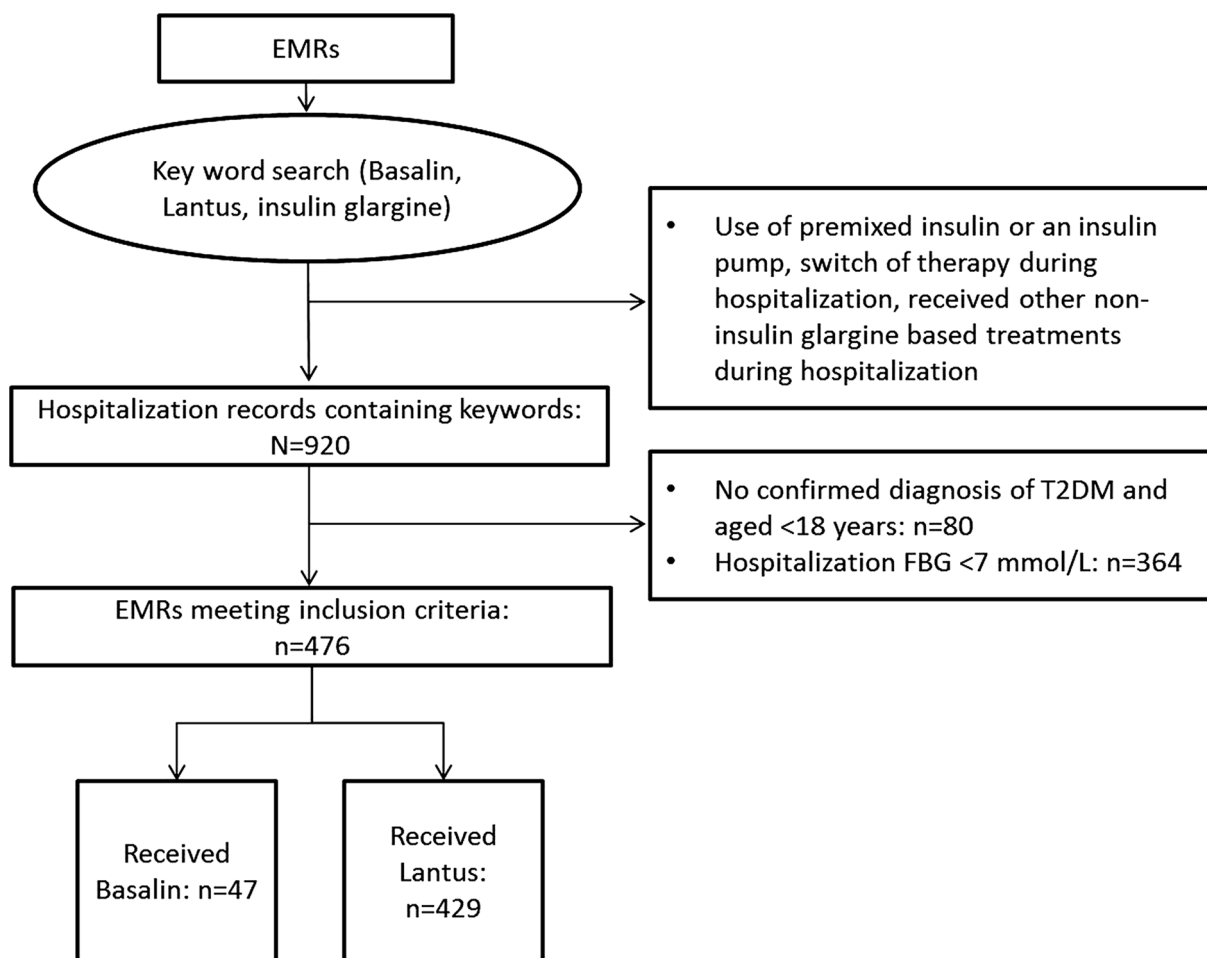 EMRs
Key word search (Basalin,
Lantus, insulin glargine)
• Use of premixed insulin or an insulin
pump, switch of therapy during
hospitalization, received other non-
insulin glargine based treatments
during hospitalization
Hospitalization records containing keywords:
N=920
• No confirmed diagnosis of T2DM and
aged <18 years: n=80
• Hospitalization FBG <7 mmol/L: n=364
EMRs meeting inclusion criteria:
n=476
Received
Basalin: n=47
Received
Lantus:
n=429